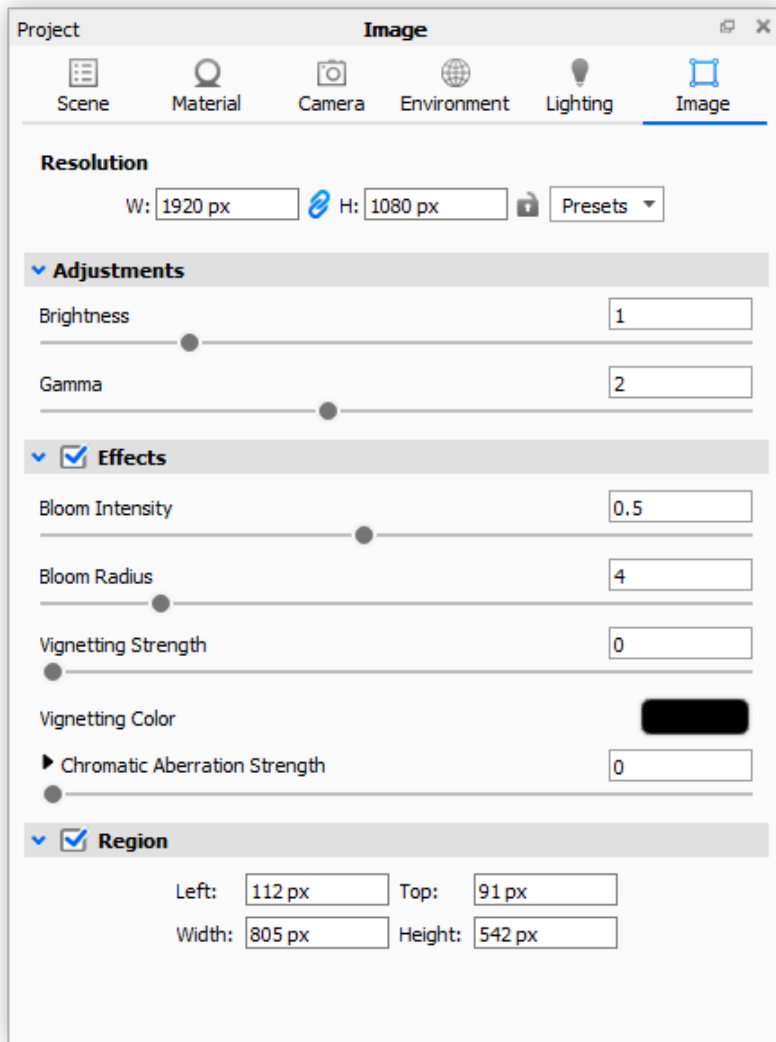 Project Image
Scene Material Camera Environment Lighting Image
Resolution
W: 1920 px H: 1080 px Presets
Adjustments
Brightness 1
Gamma 2
Effects
Bloom Intensity 0.5
Bloom Radius 4
Vignetting Strength 0
Vignetting Color
Chromatic Aberration Strength 0
Region
Left: 112 px Top: 91 px
Width: 805 px Height: 542 px